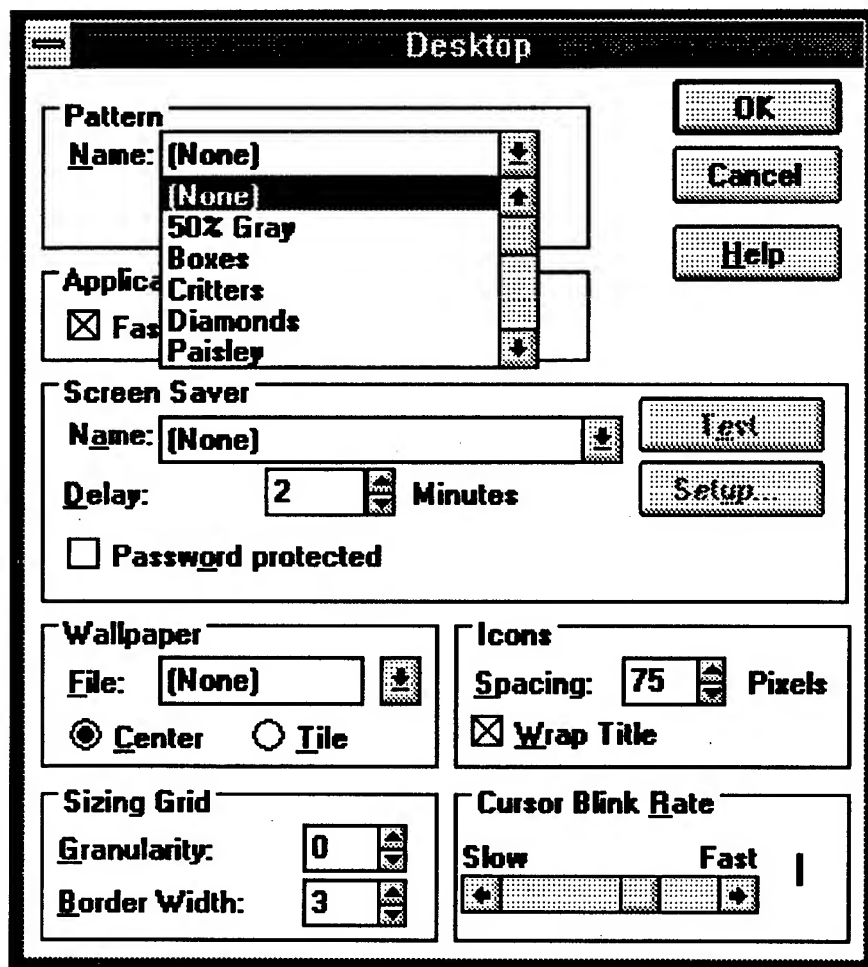 Desktop
Pattern
Name: (None)
(None)
50% Gray
Boxes
Critters
Diamonds
Paisley
OK
Cancel
Help
Applica
Fas
Screen Saver
Name: (None)
Test
Delay: 2 Minutes
Setup...
Password protected
Wallpaper
File: (None)
Center Tile
Icons
Spacing: 75 Pixels
Wrap Title
Sizing Grid
Granularity: 0
Border Width: 3
Cursor Blink Rate
Slow Fast